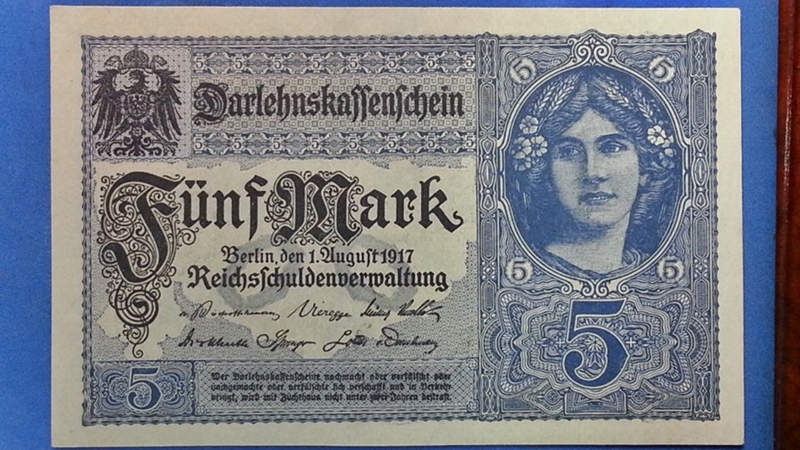 Darlehnskassenschein
5 5
Fünf Mark
Berlin, den 1. August 1917
Reichsschuldenverwaltung
Vieregge
5 5
5
5
Wer Darlehnskassenscheine nachmacht oder verfälscht oder
nachgemachte oder verfälschte sich verschafft und in Verkehr
bringt, wird mit Zuchthaus nicht unter zwei Jahren bestraft.